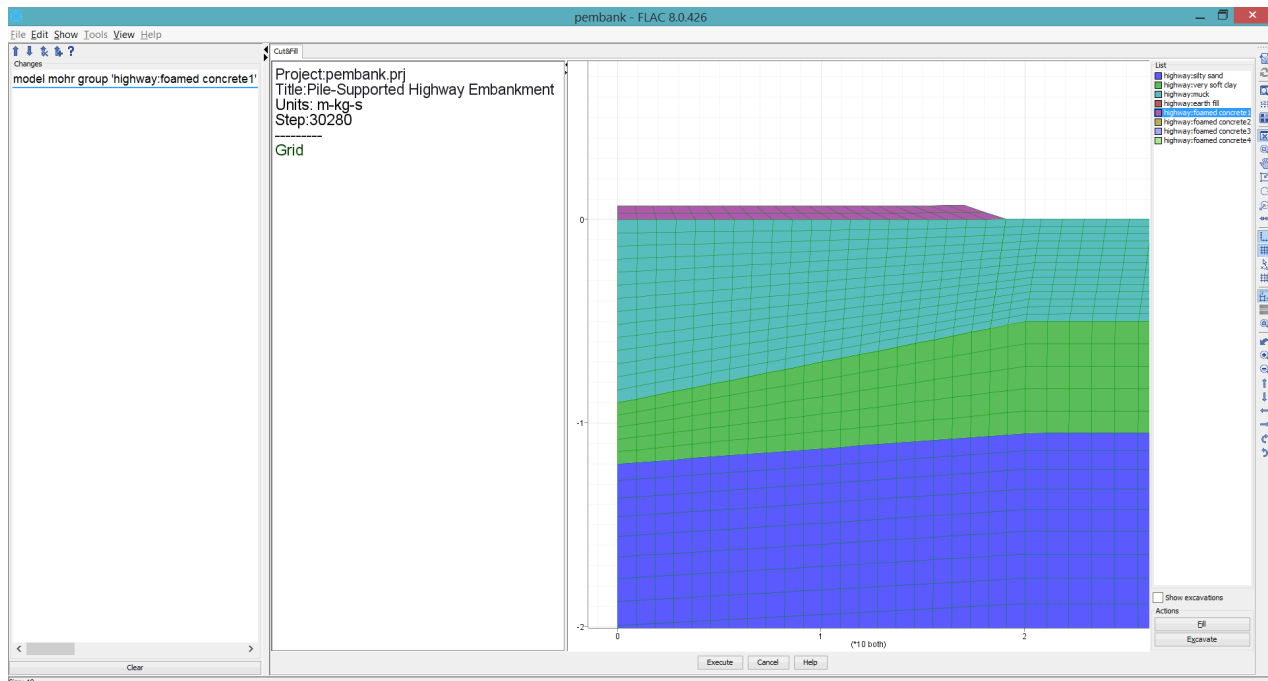 pembank - FLAC 8.0.426
File Edit Show Tools View Help
Changes
model mohr group 'highway:foamed concrete1'
Clear
Cut&Fill
Project:pembank.prj
Title:Pile-Supported Highway Embankment
Units: m-kg-s
Step:30280
---------
Grid
0
-1
-2
0
1
2
(*10 both)
List
highway:silty sand
highway:very soft clay
highway:muck
highway:earth fill
highway:foamed concrete1
highway:foamed concrete2
highway:foamed concrete3
highway:foamed concrete4
Show excavations
Actions
Fill
Excavate
Execute Cancel Help